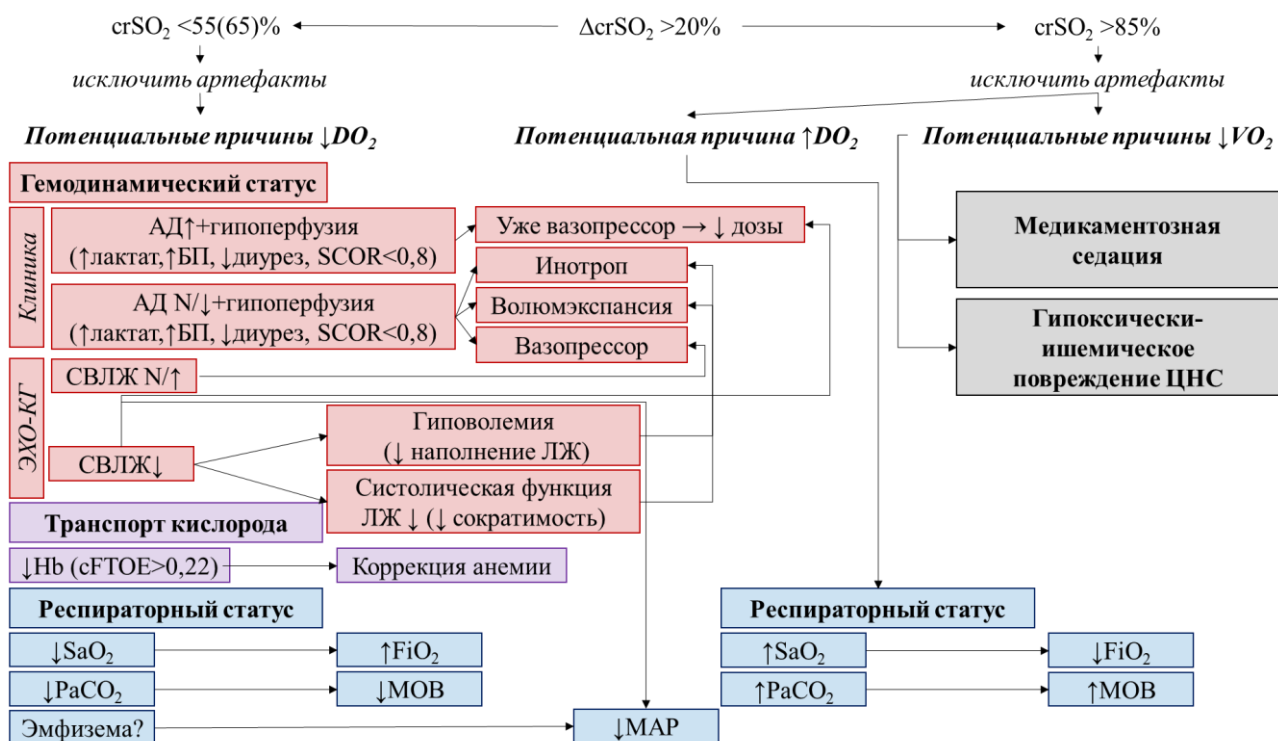 crSO₂ <55(65)%
ΔcrSO₂ >20%
crSO₂ >85%
исключить артефакты
исключить артефакты
Потенциальные причины ↓DO₂
Потенциальная причина ↑DO₂
Потенциальные причины ↓VO₂
Гемодинамический статус
Клиника
АД↑+гипоперфузия
(↑лактат,↑БП, ↓диурез, SCOR<0,8)
Уже вазопрессор → ↓ дозы
АД N/↓+гипоперфузия
(↑лактат,↑БП, ↓диурез, SCOR<0,8)
Инотроп
Волюмэкспансия
Вазопрессор
Медикаментозная
седация
Гипоксически-
ишемическое
повреждение ЦНС
ЭХО-КГ
СВЛЖ N/↑
СВЛЖ↓
Гиповолемия
(↓ наполнение ЛЖ)
Систолическая функция
ЛЖ ↓ (↓ сократимость)
Транспорт кислорода
↓Hb (cFTOE>0,22)
Коррекция анемии
Респираторный статус
↓SaO₂
↑FiO₂
↓PaCO₂
↓МОВ
Эмфизема?
↓MAP
Респираторный статус
↑SaO₂
↓FiO₂
↑PaCO₂
↑МОВ